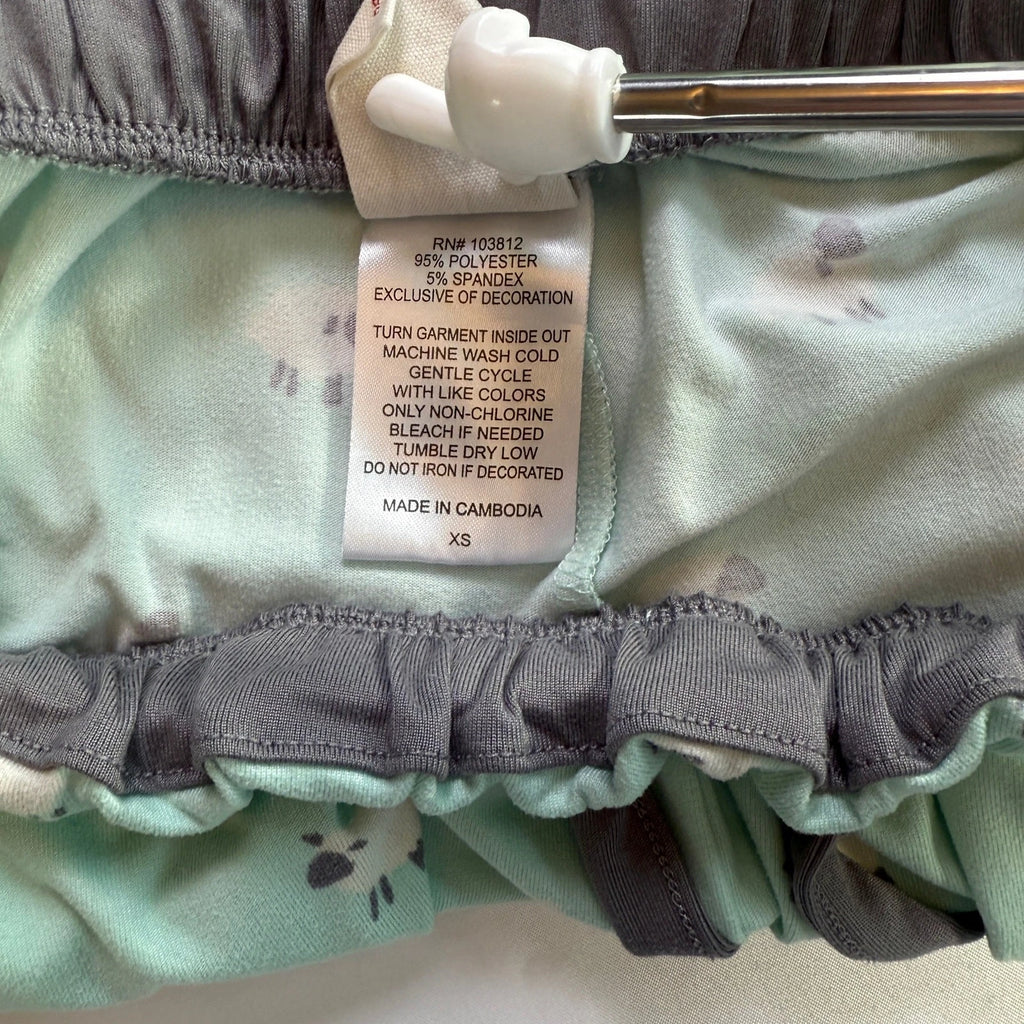 RN# 103812
95% POLYESTER
5% SPANDEX
EXCLUSIVE OF DECORATION
TURN GARMENT INSIDE OUT
MACHINE WASH COLD
GENTLE CYCLE
WITH LIKE COLORS
ONLY NON-CHLORINE
BLEACH IF NEEDED
TUMBLE DRY LOW
DO NOT IRON IF DECORATED
MADE IN CAMBODIA
XS